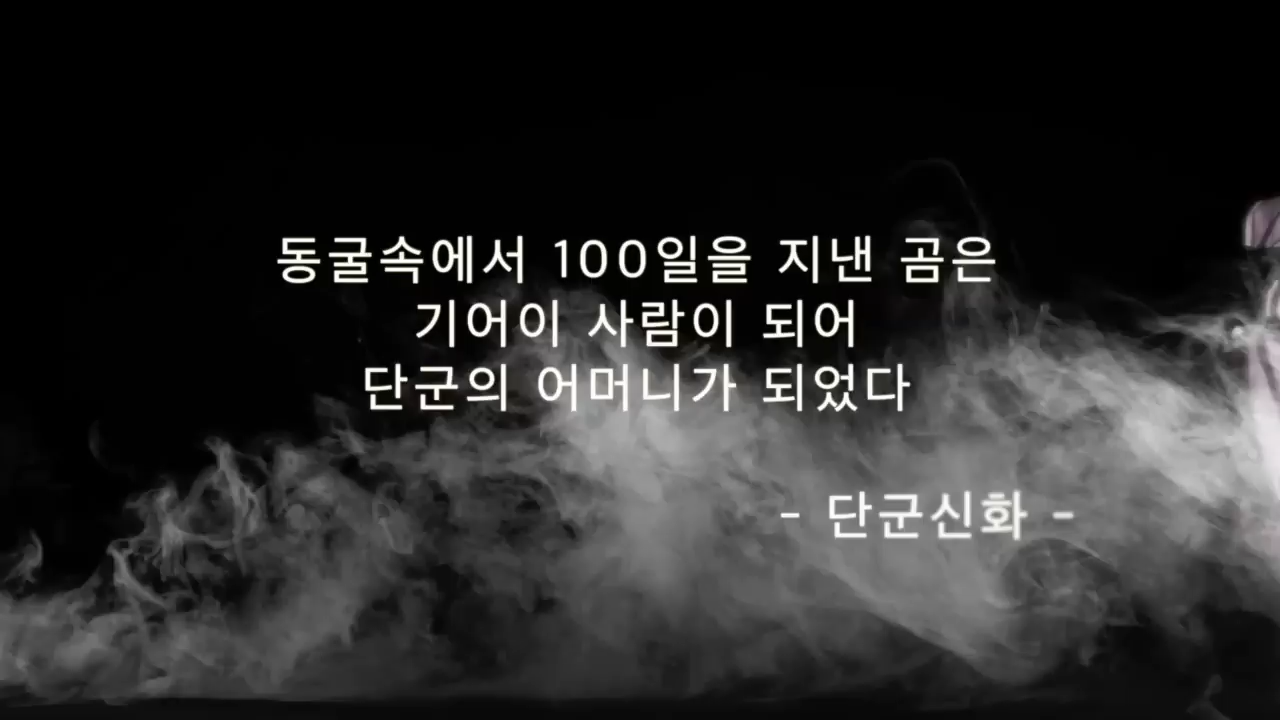 동굴속에서 100일을 지낸 곰은
기어이 사람이 되어
단군의 어머니가 되었다
- 단군신화 -